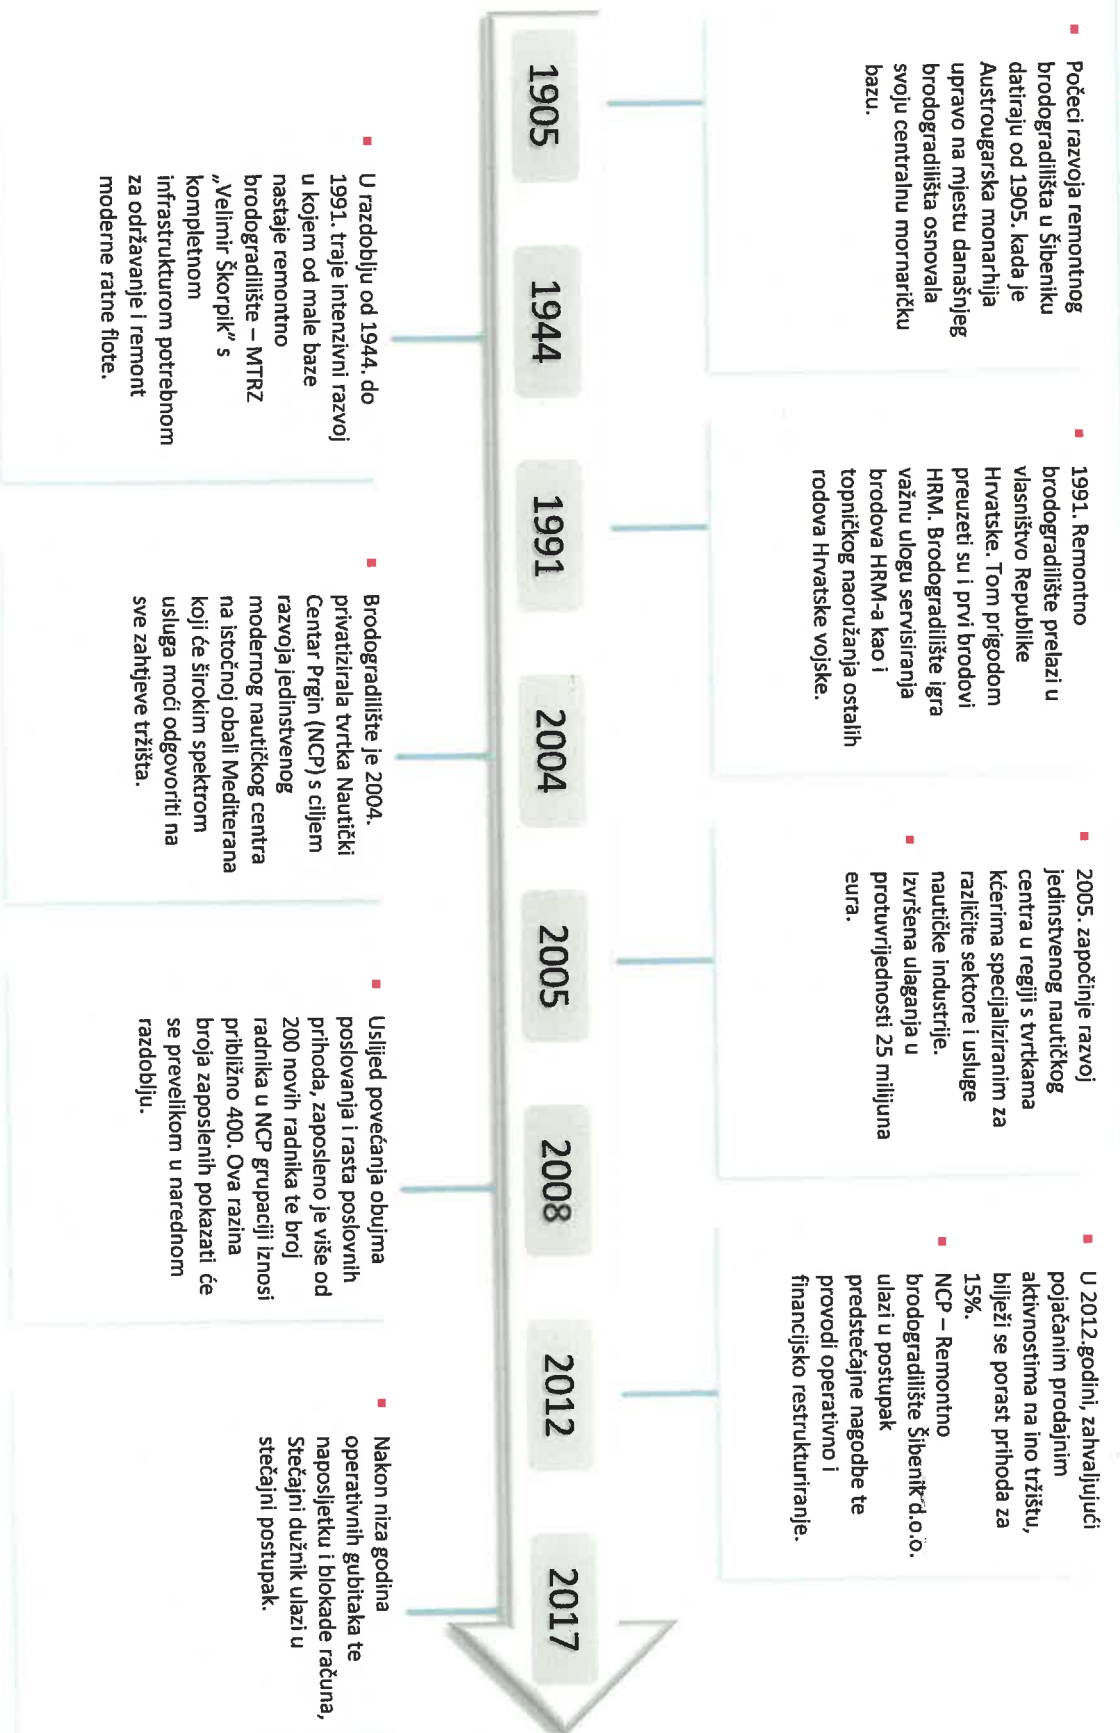 ▪ Počeci razvoja remontnog
brodogradilišta u Šibeniku
datiraju od 1905. kada je
Austrougarska monarhija
upravo na mjestu današnjeg
brodogradilišta osnovala
svoju centralnu mornaričku
bazu.
▪ 1991. Remontno
brodogradilište prelazi u
vlasništvo Republike
Hrvatske. Tom prigodom
preuzeti su i prvi brodovi
HRM. Brodogradilište igra
važnu ulogu servisiranja
brodova HRM-a kao i
topničkog naoružanja ostalih
rodova Hrvatske vojske.
▪ 2005. započinje razvoj
jedinstvenog nautičkog
centra u regiji s tvrtkama
kćerima specijaliziranim za
različite sektore i usluge
nautičke industrije.
▪ Izvršena ulaganja u
protuvrijednosti 25 milijuna
eura.
▪ U 2012.godini, zahvaljujući
pojačanim prodajnim
aktivnostima na ino tržištu,
bilježi se porast prihoda za
15%.
▪ NCP – Remontno
brodogradilište Šibenik d.o.o.
ulazi u postupak
predstečajne nagodbe te
provodi operativno i
financijsko restrukturiranje.
1905
1944
1991
2004
2005
2008
2012
2017
▪ U razdoblju od 1944. do
1991. traje intenzivni razvoj
u kojem od male baze
nastaje remontno
brodogradilište – MTRZ
„Velimir Škorpik" s
kompletnom
infrastrukturom potrebnom
za održavanje i remont
moderne ratne flote.
▪ Brodogradilište je 2004.
privatizirala tvrtka Nautički
Centar Prgin (NCP) s ciljem
razvoja jedinstvenog
modernog nautičkog centra
na istočnoj obali Mediterana
koji će širokim spektrom
usluga moći odgovoriti na
sve zahtjeve tržišta.
▪ Uslijed povećanja obujma
poslovanja i rasta poslovnih
prihoda, zaposleno je više od
200 novih radnika te broj
radnika u NCP grupaciji iznosi
približno 400. Ova razina
broja zaposlenih pokazati će
se prevelikom u narednom
razdoblju.
▪ Nakon niza godina
operativnih gubitaka te
naposljetku i blokade računa,
Stečajni dužnik ulazi u
stečajni postupak.